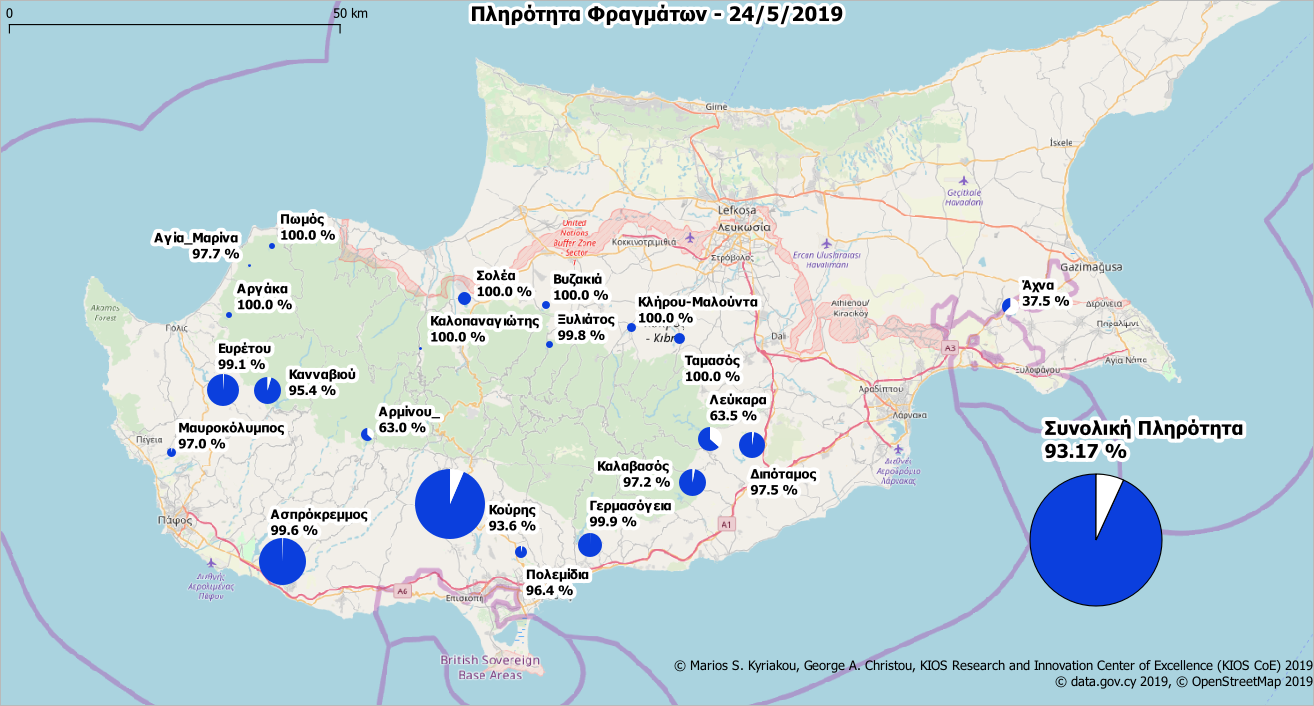 0 50 km
Πληρότητα Φραγμάτων - 24/5/2019
Girne
İskele
Geçitkale
Havaalanı
Lefkoşa
Λευκωσία
Στρόβολος
United
Nations
Buffer Zone
- Sector
Κοκκινοτριμιθιά
Ercan Uluslararası
Havalimanı
Gazimağusa
Πωμός
100.0 %
Αγία_Μαρίνα
97.7 %
Αργάκα
100.0 %
Σολέα
100.0 %
Βυζακιά
100.0 %
Κλήρου-Μαλούντα
100.0 %
Άχνα
37.5 %
Δερύνεια
Παραλίμνι
Athienou/
Kiracıköy
Akamas
Forest
Πόλις
Καλοπαναγιώτης
100.0 %
Ξυλιάτος
99.8 %
- Κιbr
Dali
Ταμασός
100.0 %
A3
Αγία Νάπα
Ξυλοφάγου
Ευρέτου
99.1 %
Κανναβιού
95.4 %
Αραδίππου
Λάρνακα
Αρμίνου_
63.0 %
Λεύκαρα
63.5 %
Μαυροκόλυμπος
97.0 %
Πέγεια
Συνολική Πληρότητα
93.17 %
Διεθνή
Αεροδρόμιο
Λάρνακας
Καλαβασός
97.2 %
Διπόταμος
97.5 %
Κούρης
93.6 %
Γερμασόγεια
99.9 %
Ασπρόκρεμμος
99.6 %
Πάφος
A1
Διεθνής
Αερολιμένας
Πάφου
Πολεμίδια
96.4 %
A6
Επισκοπή
British Sovereign
Base Areas
© Marios S. Kyriakou, George A. Christou, KIOS Research and Innovation Center of Excellence (KIOS CoE) 2019
© data.gov.cy 2019, © OpenStreetMap 2019